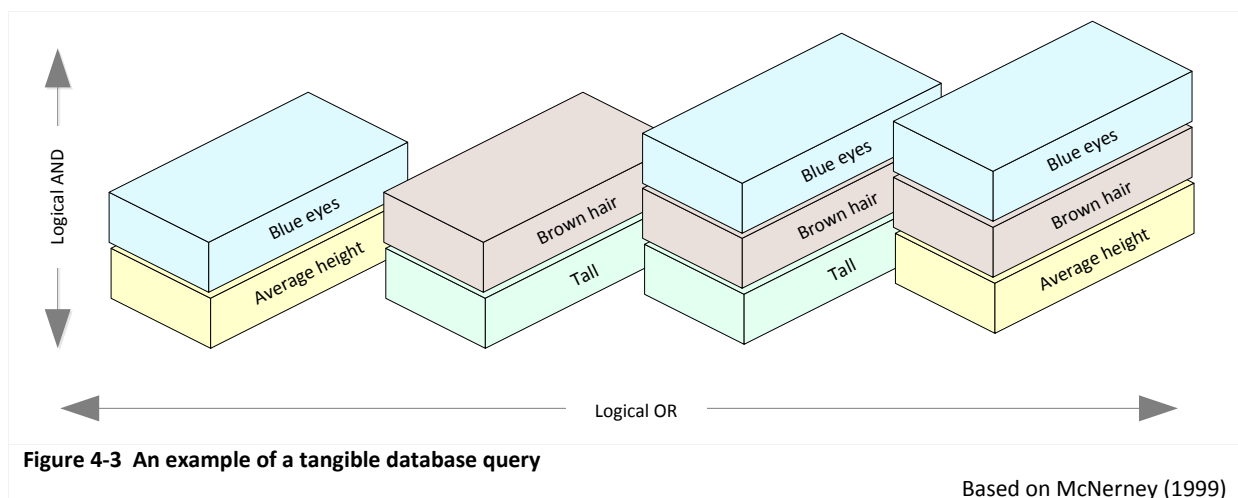 Logical AND
Blue eyes
Average height
Brown hair
Tall
Blue eyes
Brown hair
Tall
Blue eyes
Brown hair
Average height
Logical OR
Figure 4-3 An example of a tangible database query
Based on McNerney (1999)